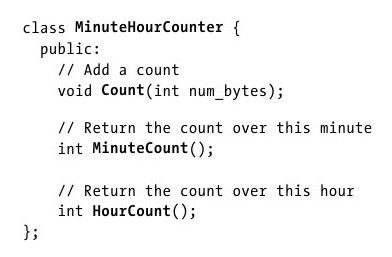 class MinuteHourCounter {
  public:
    // Add a count
    void Count(int num_bytes);

    // Return the count over this minute
    int MinuteCount();

    // Return the count over this hour
    int HourCount();
};